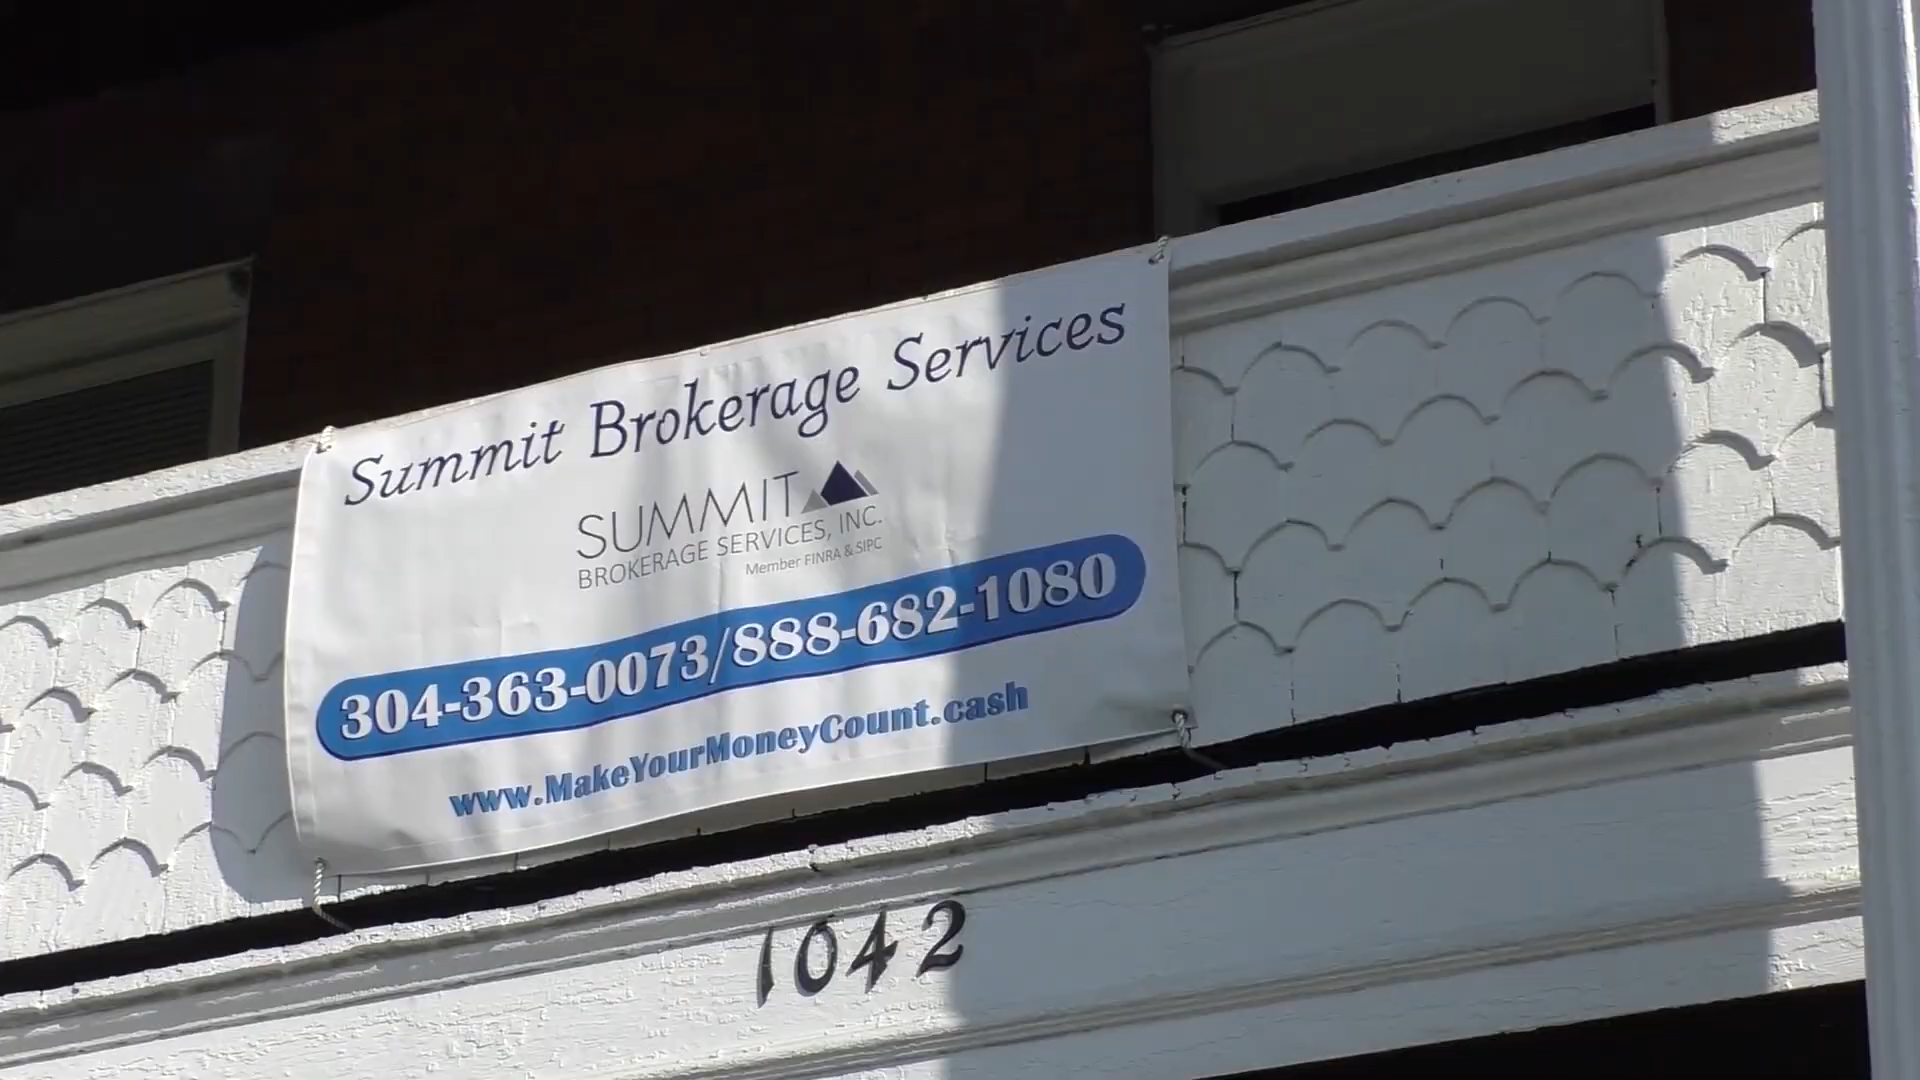 Summit Brokerage Services
SUMMIT
BROKERAGE SERVICES, INC.
Member FINRA & SIPC
304-363-0073/888-682-1080
www.MakeYourMoneyCount.cash
1042